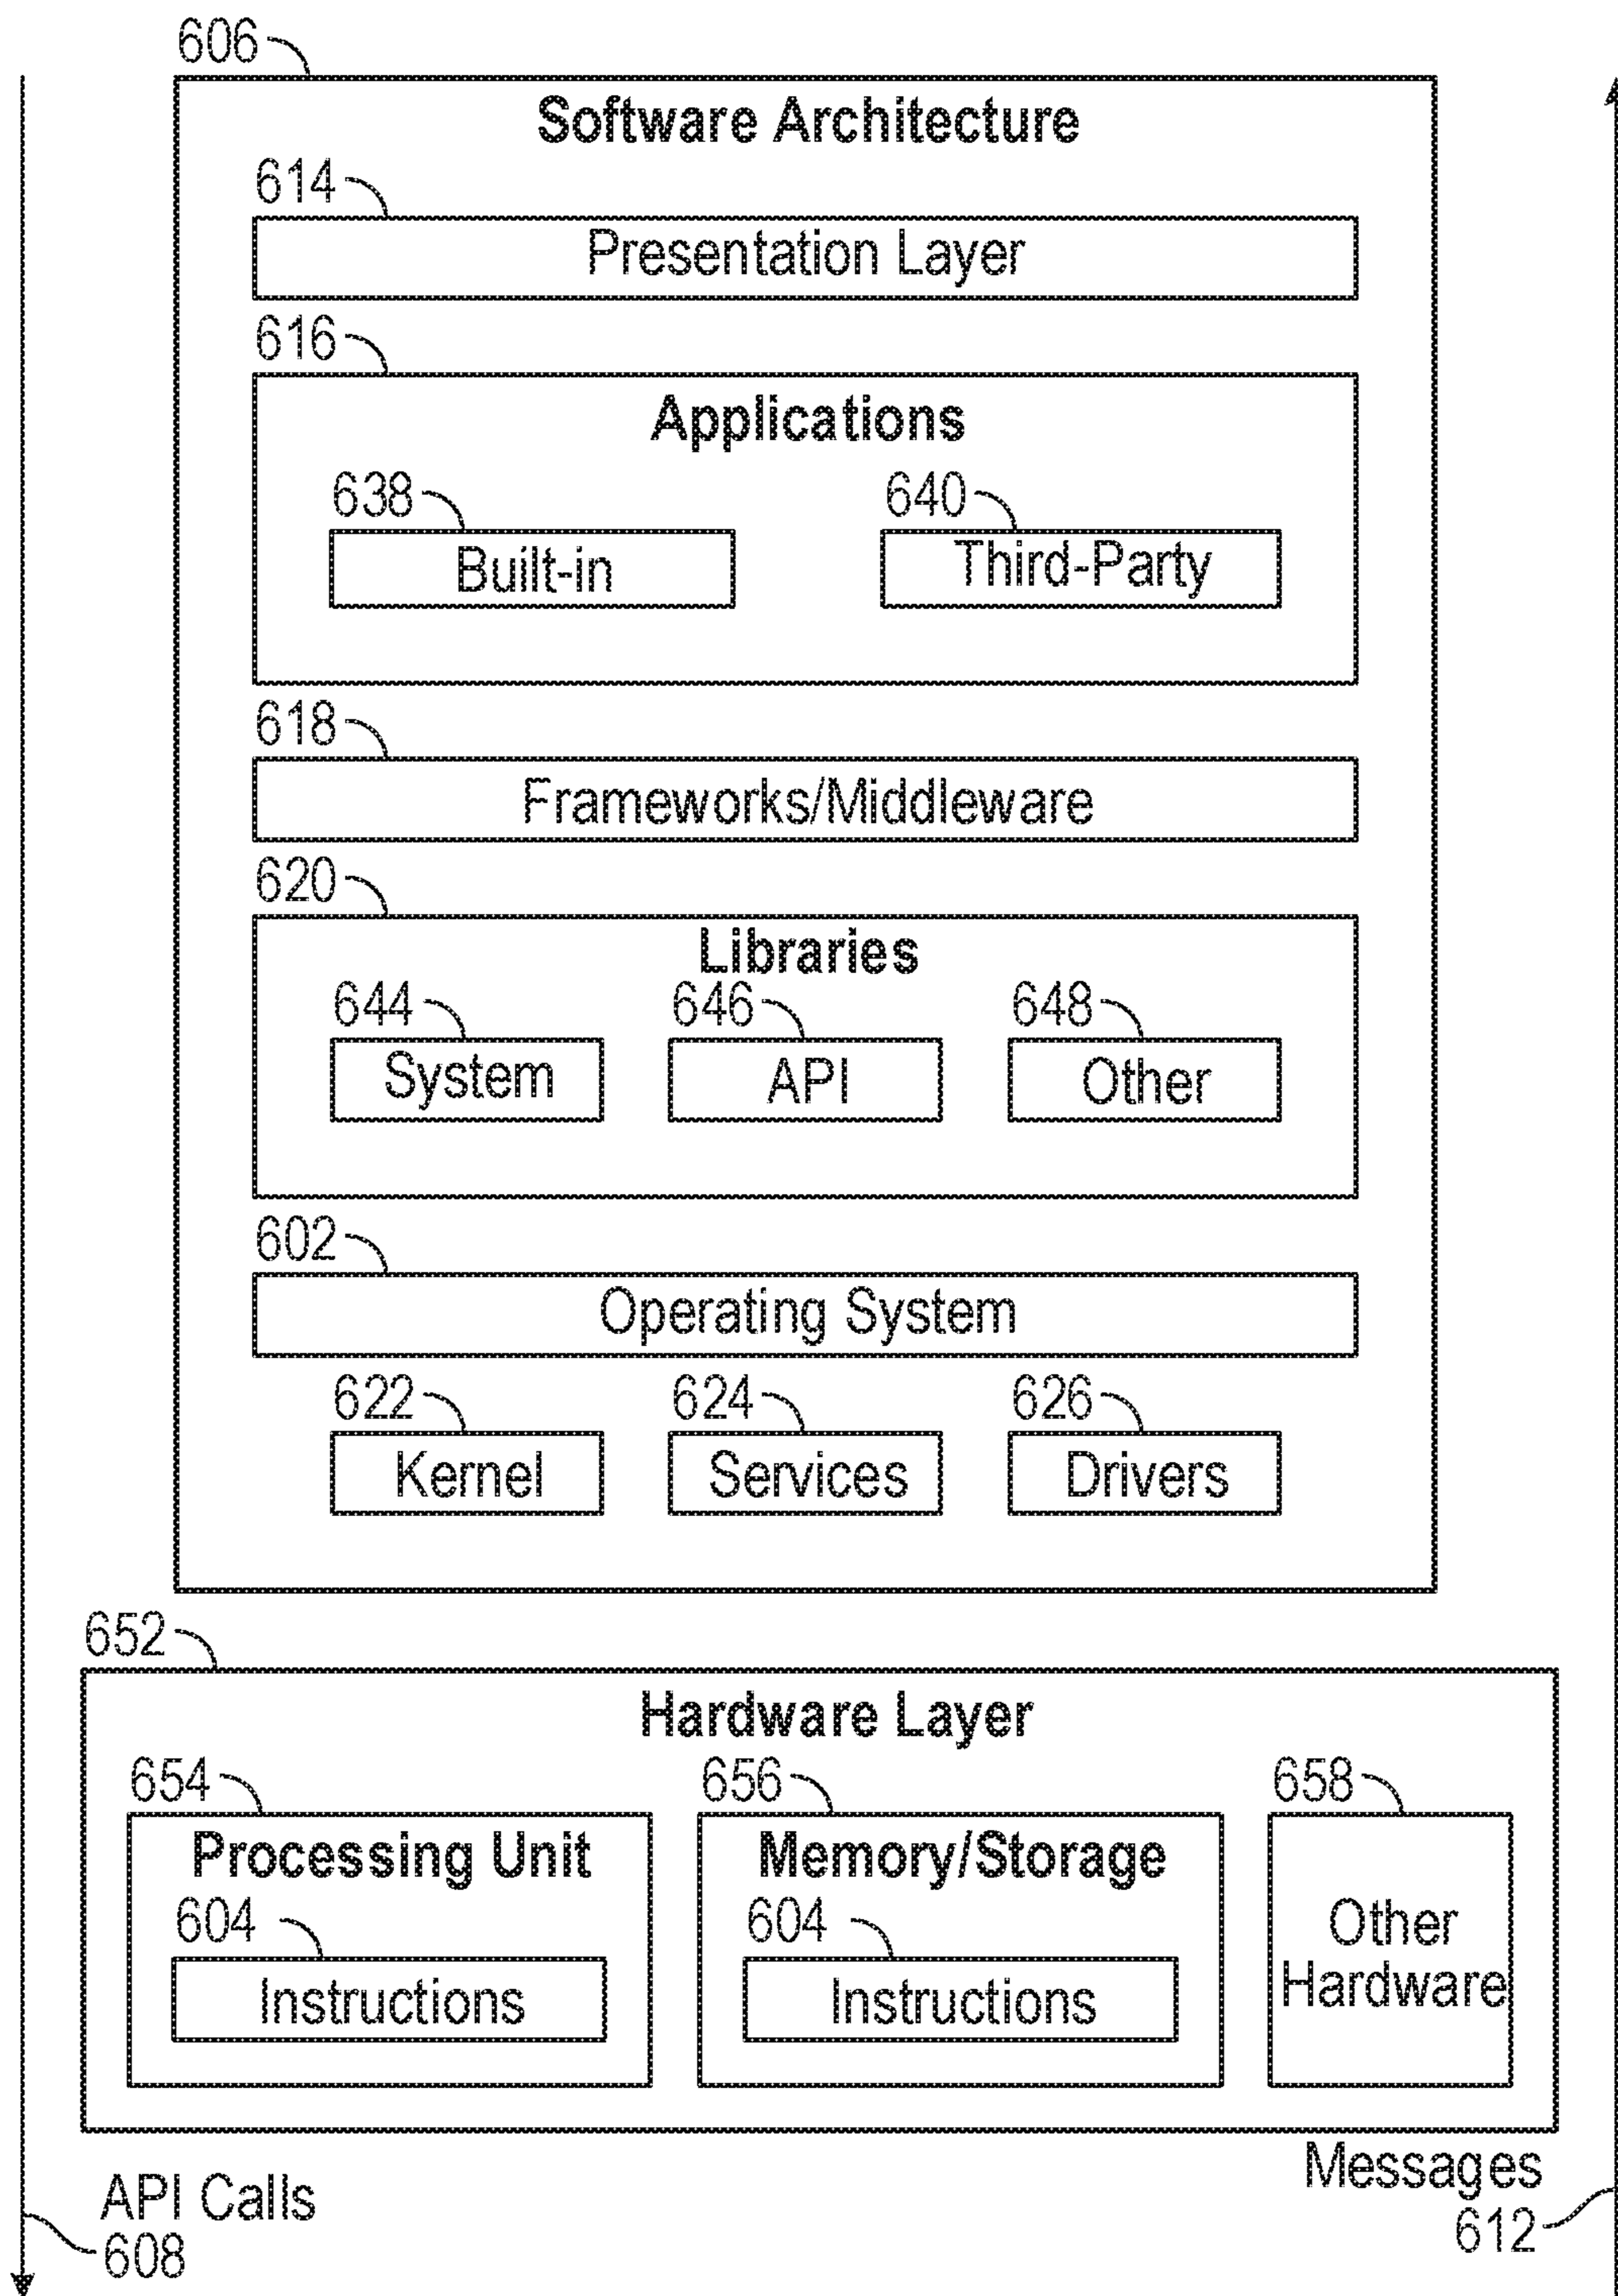 606
Software Architecture
614
Presentation Layer
616
Applications
638 640
Built-in Third-Party
618
Frameworks/Middleware
620
Libraries
644 646 648
System API Other
602
Operating System
622 624 626
Kernel Services Drivers
652
Hardware Layer
654 656 658
Processing Unit Memory/Storage
604 604 Other
Instructions Instructions Hardware
API Calls Messages
608 612